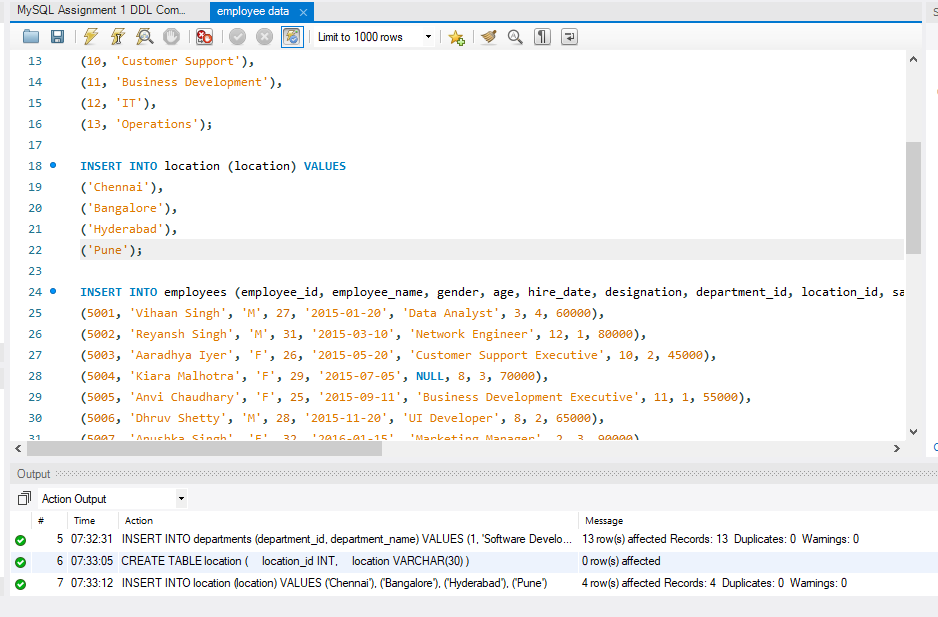 MySQL Assignment 1 DDL Com...
employee data
Limit to 1000 rows
13 (10, 'Customer Support'),
14 (11, 'Business Development'),
15 (12, 'IT'),
16 (13, 'Operations');
17
18 INSERT INTO location (location) VALUES
19 ('Chennai'),
20 ('Bangalore'),
21 ('Hyderabad'),
22 ('Pune');
23
24 INSERT INTO employees (employee_id, employee_name, gender, age, hire_date, designation, department_id, location_id, sa
25 (5001, 'Vihaan Singh', 'M', 27, '2015-01-20', 'Data Analyst', 3, 4, 60000),
26 (5002, 'Reyansh Singh', 'M', 31, '2015-03-10', 'Network Engineer', 12, 1, 80000),
27 (5003, 'Aaradhya Iyer', 'F', 26, '2015-05-20', 'Customer Support Executive', 10, 2, 45000),
28 (5004, 'Kiara Malhotra', 'F', 29, '2015-07-05', NULL, 8, 3, 70000),
29 (5005, 'Anvi Chaudhary', 'F', 25, '2015-09-11', 'Business Development Executive', 11, 1, 55000),
30 (5006, 'Dhruv Shetty', 'M', 28, '2015-11-20', 'UI Developer', 8, 2, 65000),
31 (5007, 'Anushka Singh', 'F', 32, '2016-01-15', 'Marketing Manager', 2, 3, 90000)
Output
Action Output
# Time Action Message
5 07:32:31 INSERT INTO departments (department_id, department_name) VALUES (1, 'Software Develo... 13 row(s) affected Records: 13 Duplicates: 0 Warnings: 0
6 07:33:05 CREATE TABLE location ( location_id INT, location VARCHAR(30) ) 0 row(s) affected
7 07:33:12 INSERT INTO location (location) VALUES ('Chennai'), ('Bangalore'), ('Hyderabad'), ('Pune') 4 row(s) affected Records: 4 Duplicates: 0 Warnings: 0